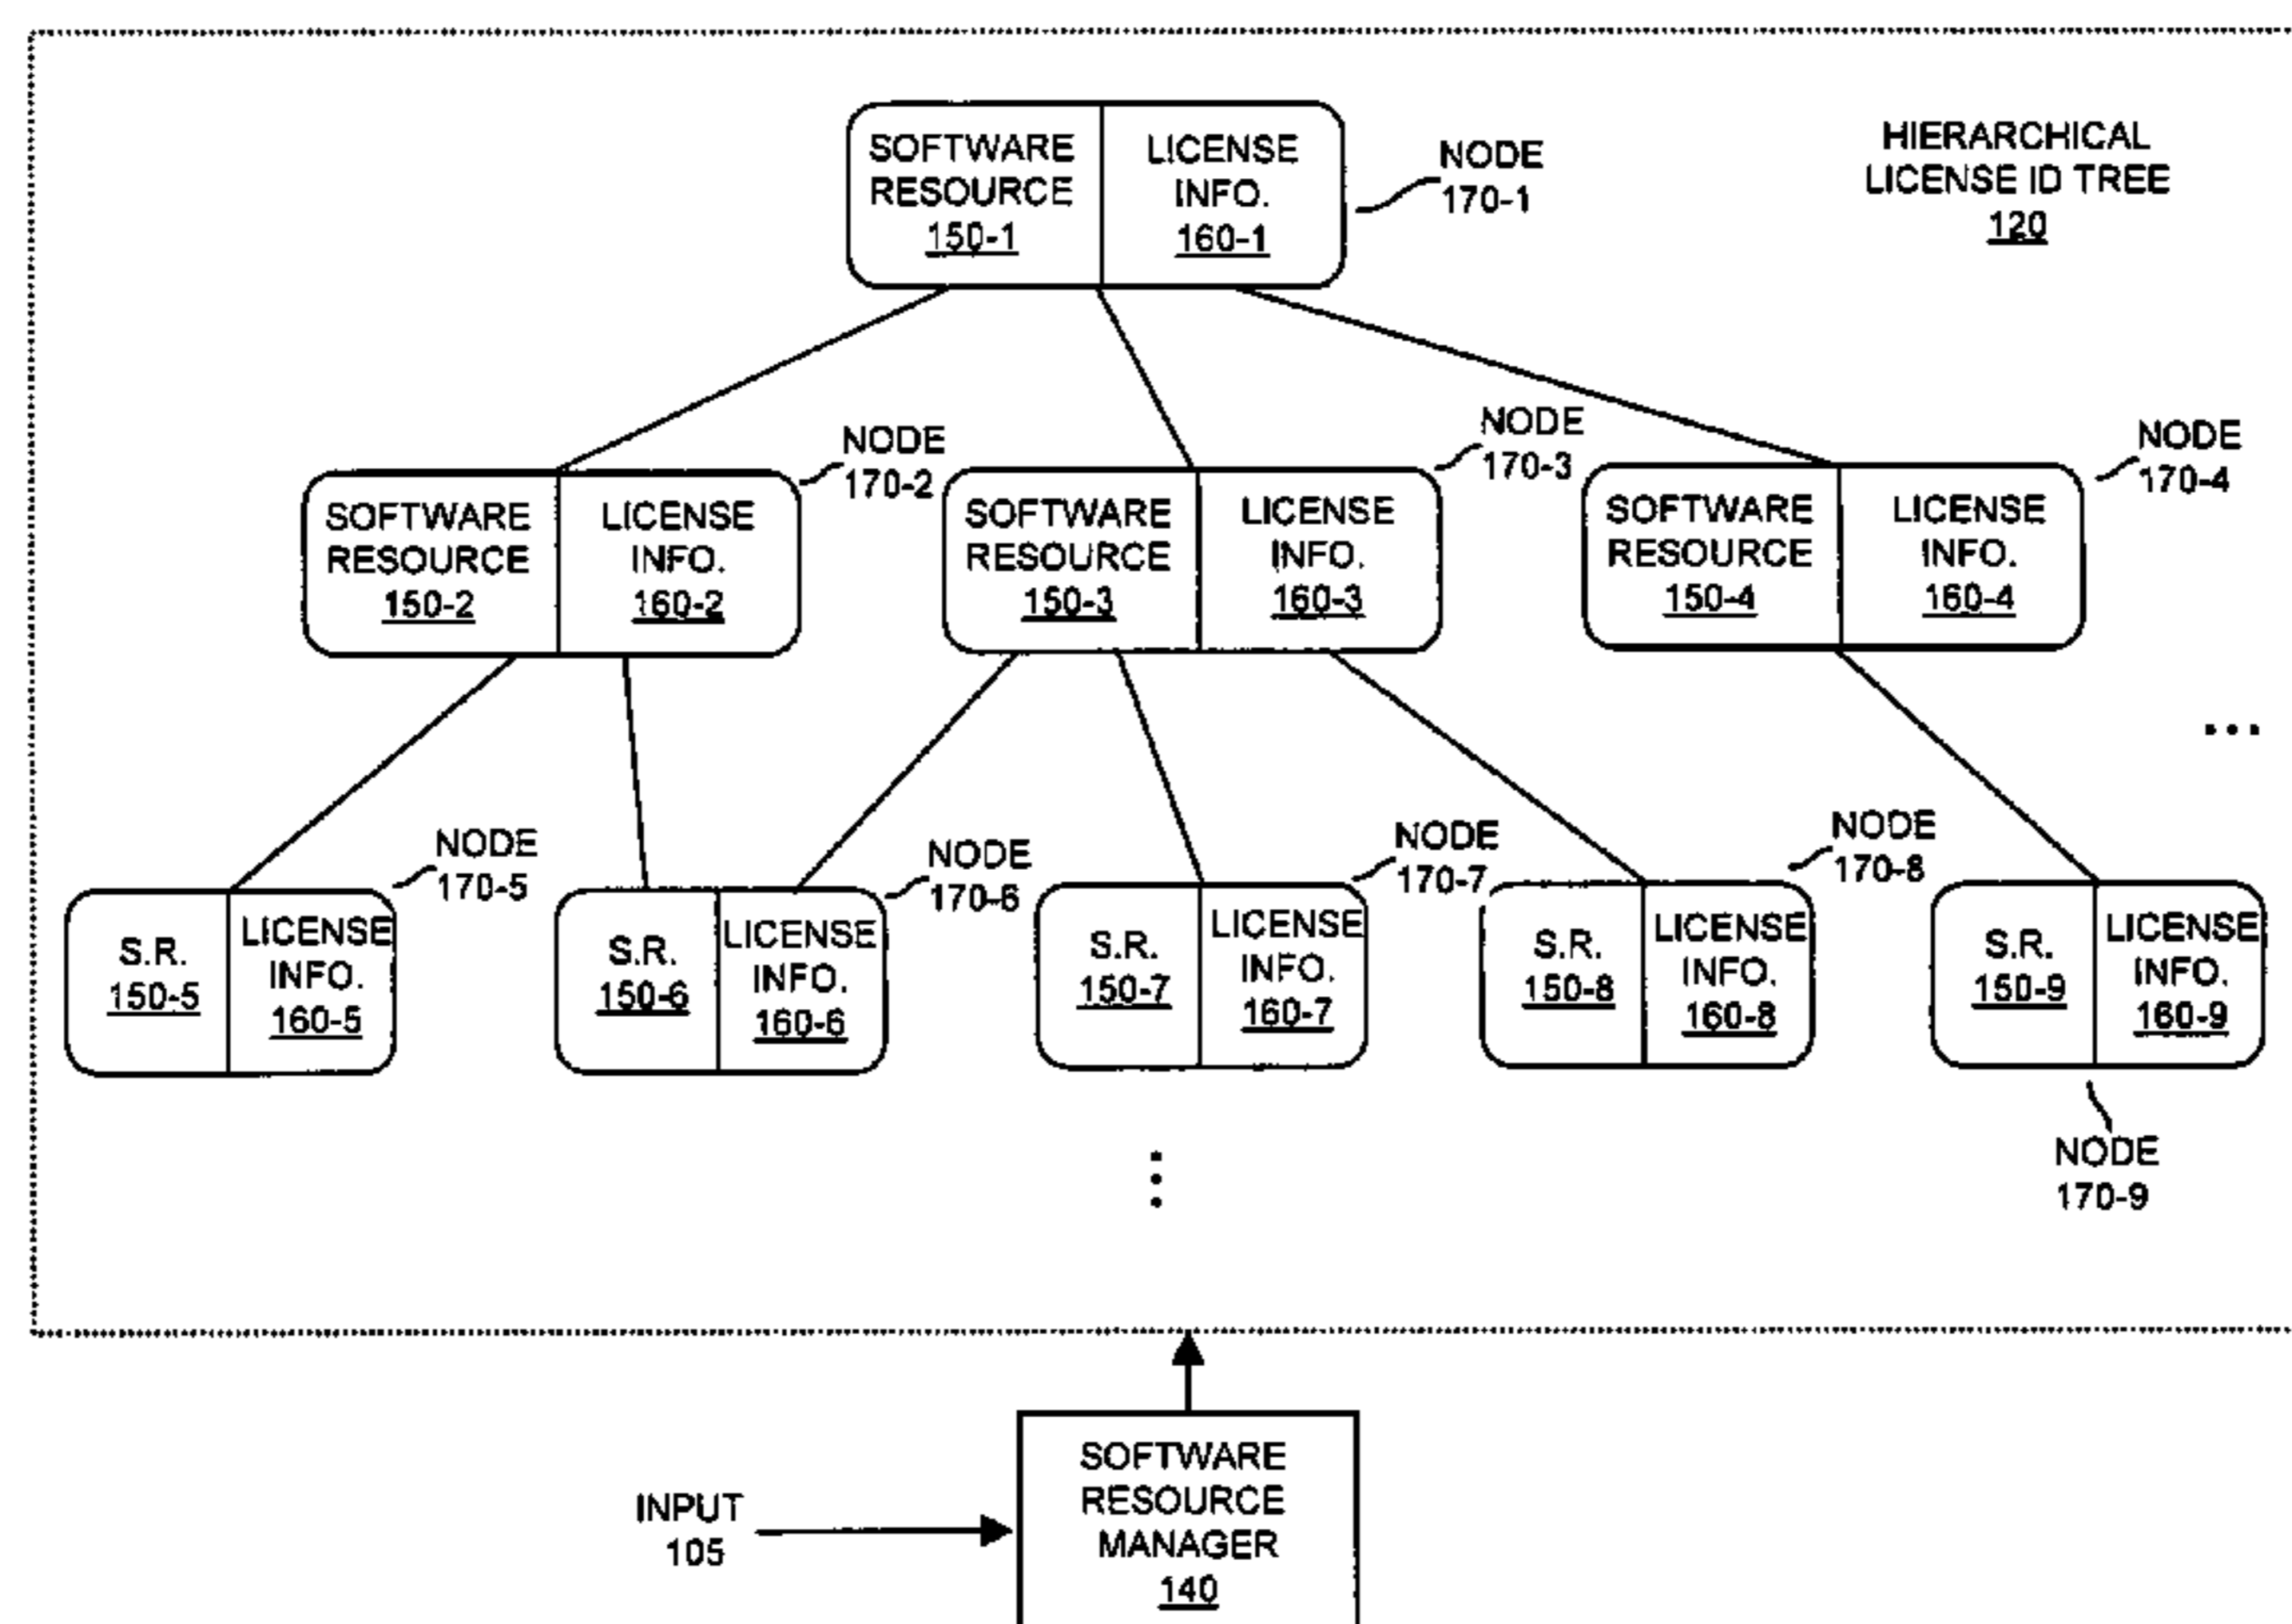 SOFTWARE
RESOURCE
150-1
LICENSE
INFO.
160-1
NODE
170-1
HIERARCHICAL
LICENSE ID TREE
120
NODE
170-2
NODE
170-3
NODE
170-4
SOFTWARE
RESOURCE
150-2
LICENSE
INFO.
160-2
SOFTWARE
RESOURCE
150-3
LICENSE
INFO.
160-3
SOFTWARE
RESOURCE
150-4
LICENSE
INFO.
160-4
...
NODE
170-5
NODE
170-6
NODE
170-7
NODE
170-8
S.R.
150-5
LICENSE
INFO.
160-5
S.R.
150-6
LICENSE
INFO.
160-6
S.R.
150-7
LICENSE
INFO.
160-7
S.R.
150-8
LICENSE
INFO.
160-8
S.R.
150-9
LICENSE
INFO.
160-9
NODE
170-9
INPUT
105
SOFTWARE
RESOURCE
MANAGER
140